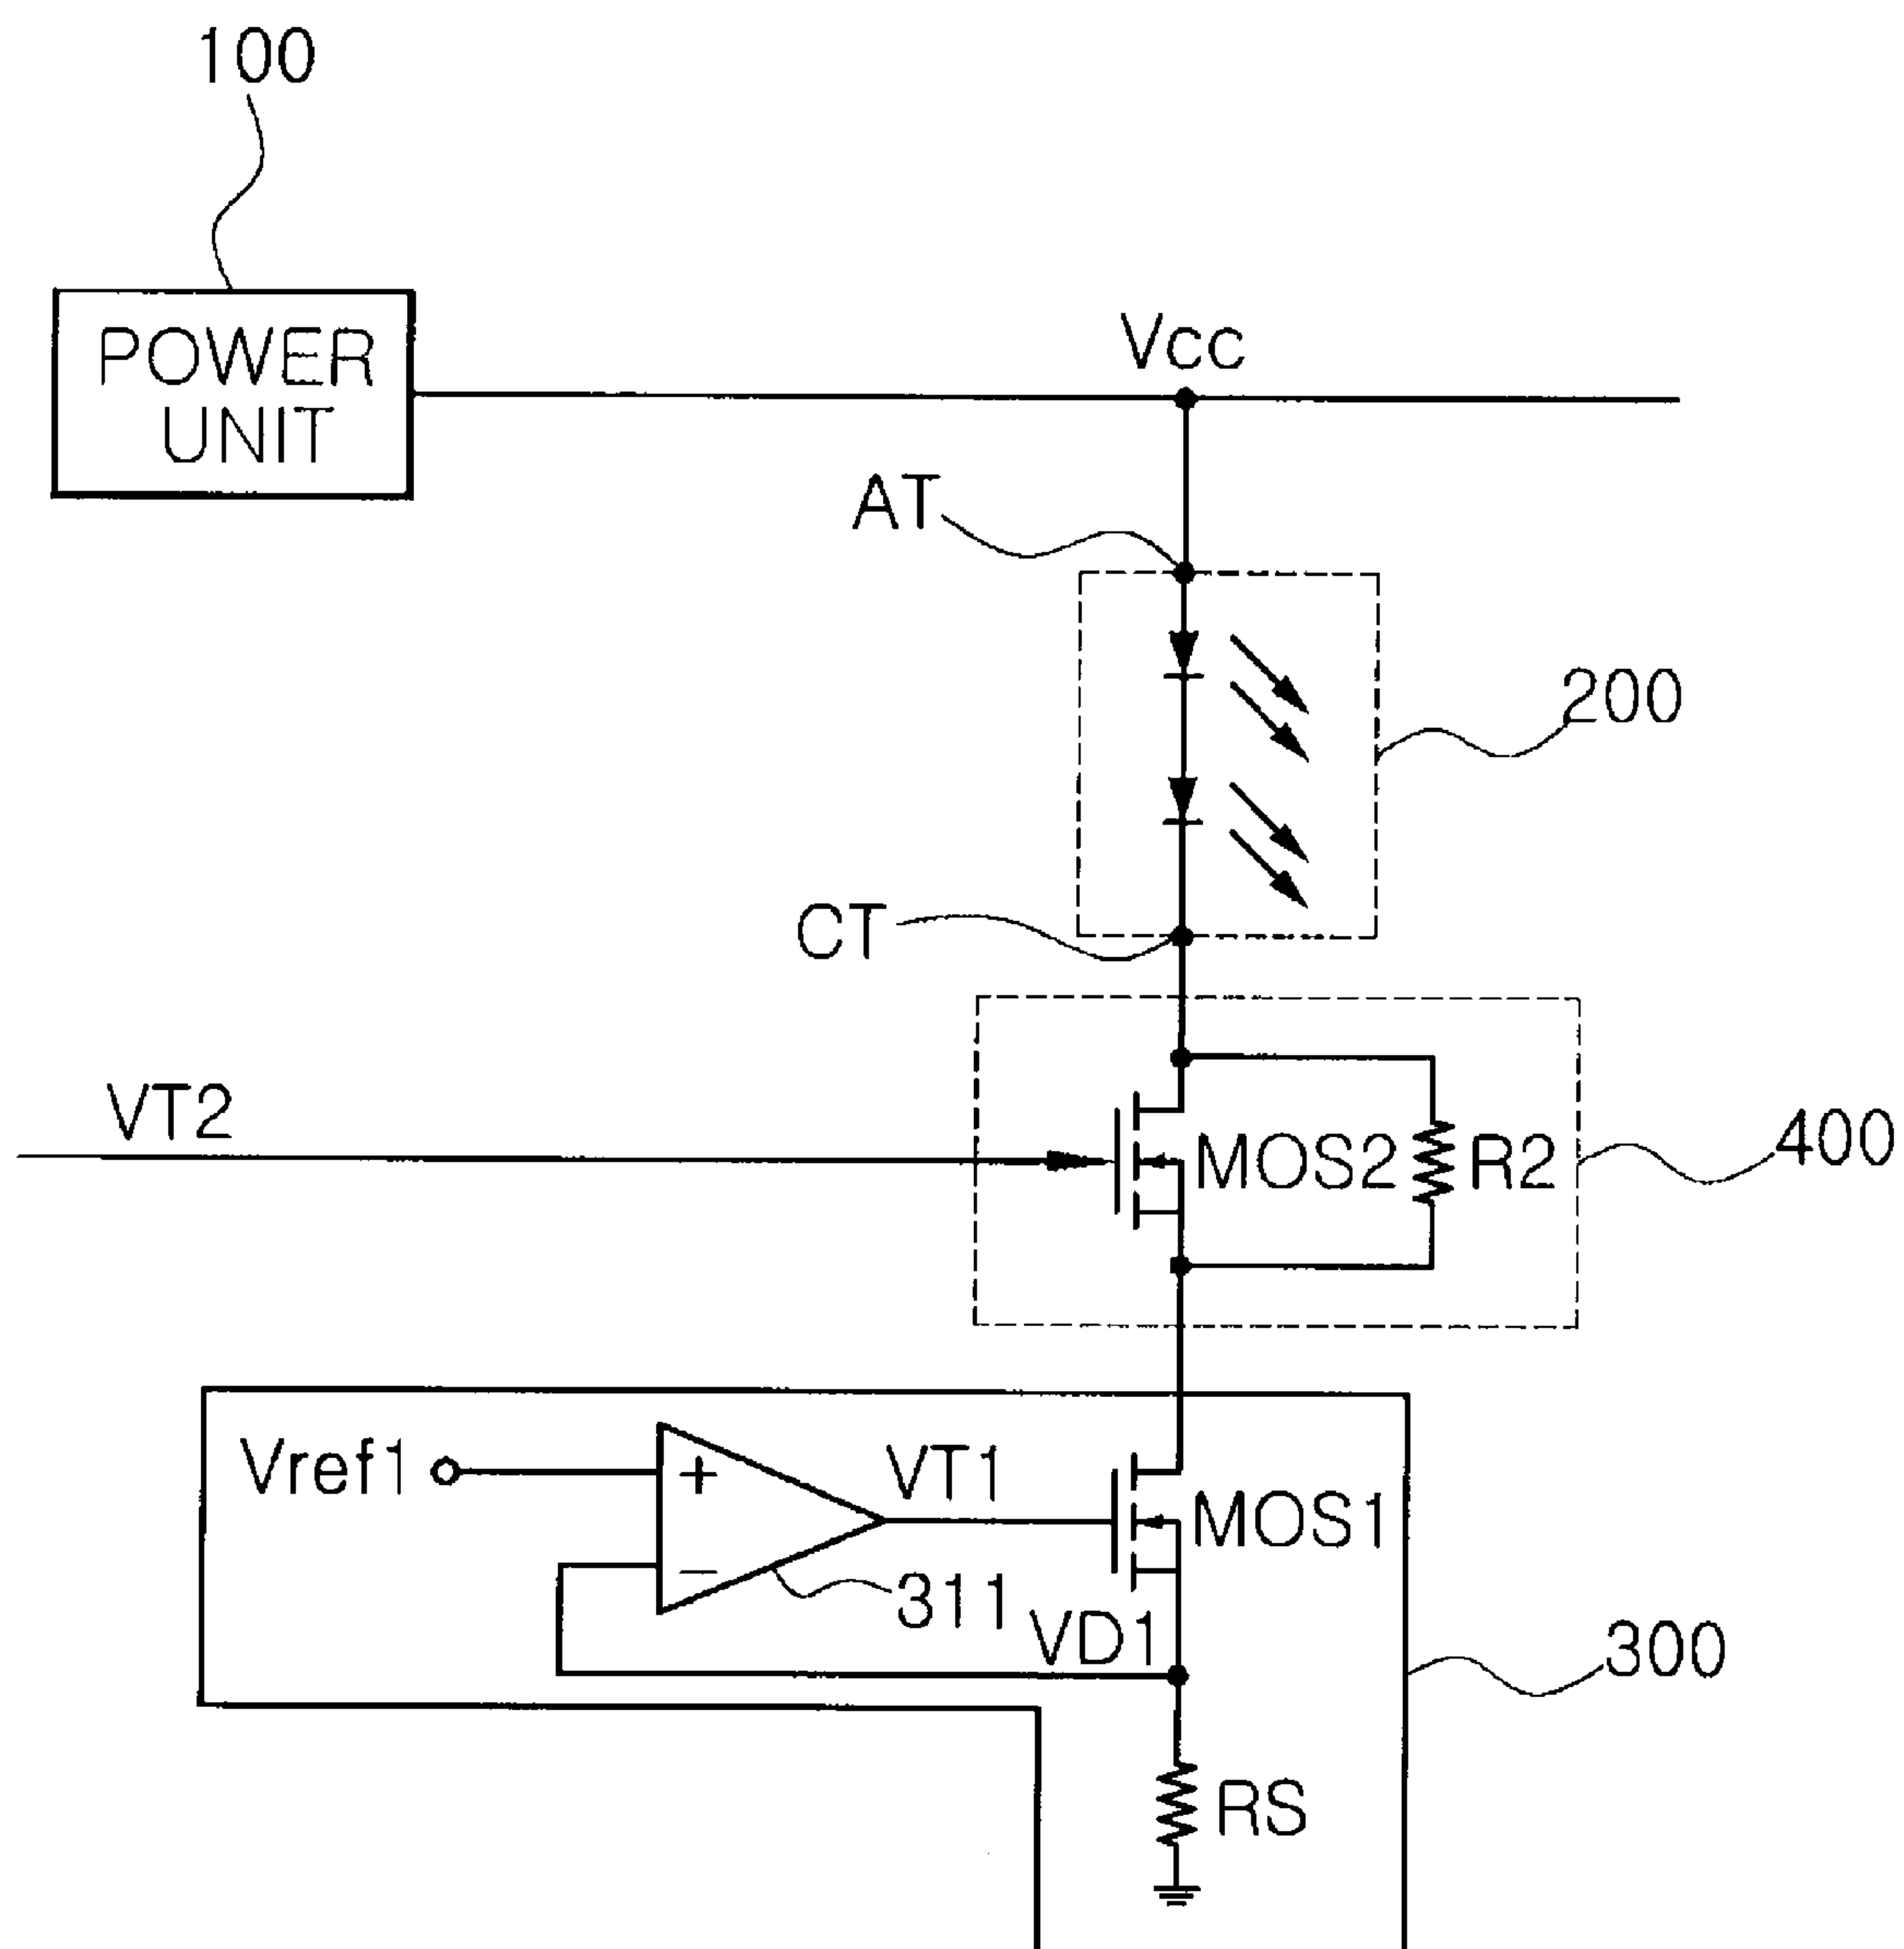 100
POWER
UNIT
Vcc
AT
200
CT
VT2
MOS2
R2
400
Vref1
+
−
VT1
MOS1
311
VD1
300
RS